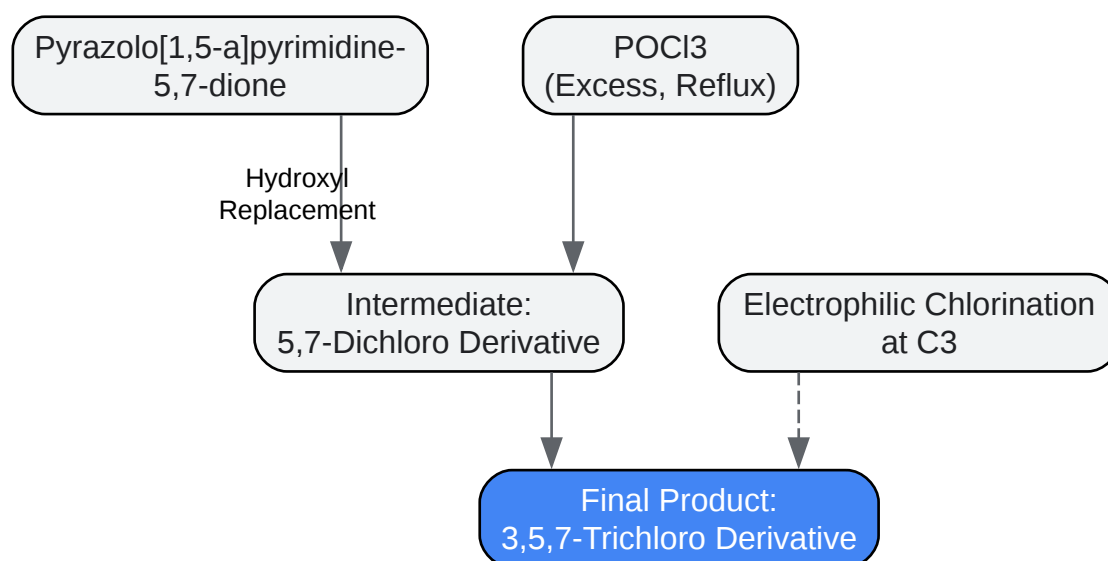 Pyrazolo[1,5-a]pyrimidine-
5,7-dione
POCl3
(Excess, Reflux)
Hydroxyl
Replacement
Intermediate:
5,7-Dichloro Derivative
Electrophilic Chlorination
at C3
Final Product:
3,5,7-Trichloro Derivative